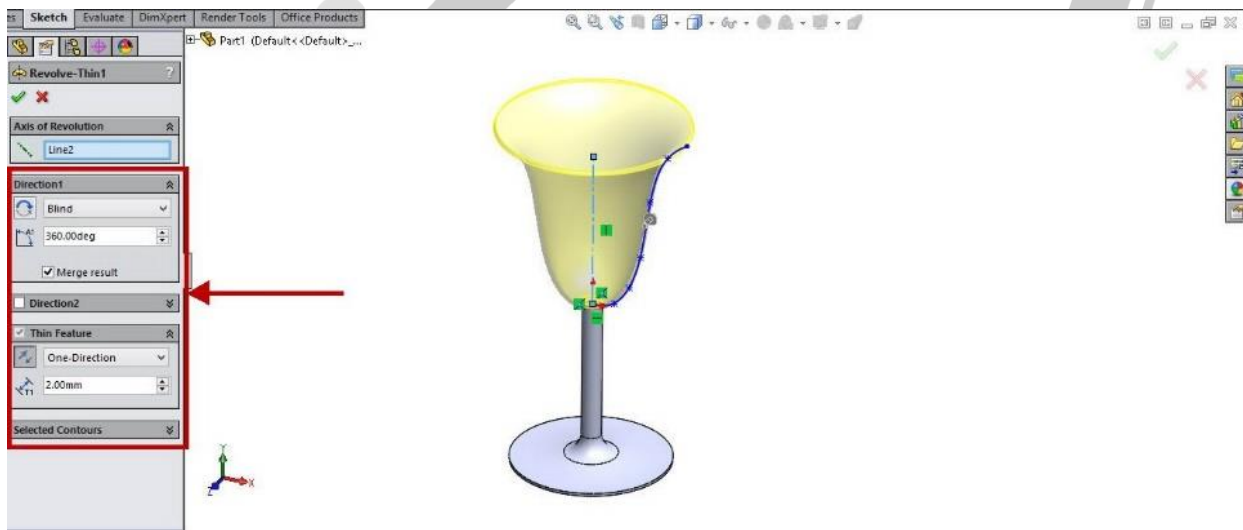 es Sketch Evaluate DimXpert Render Tools Office Products
Part1 (Default<<Default>_...
Revolve-Thin1 ?
Axis of Revolution
Line2
Direction1
Blind
360.00deg
Merge result
Direction2
Thin Feature
One-Direction
2.00mm
Selected Contours
Y
X
Z